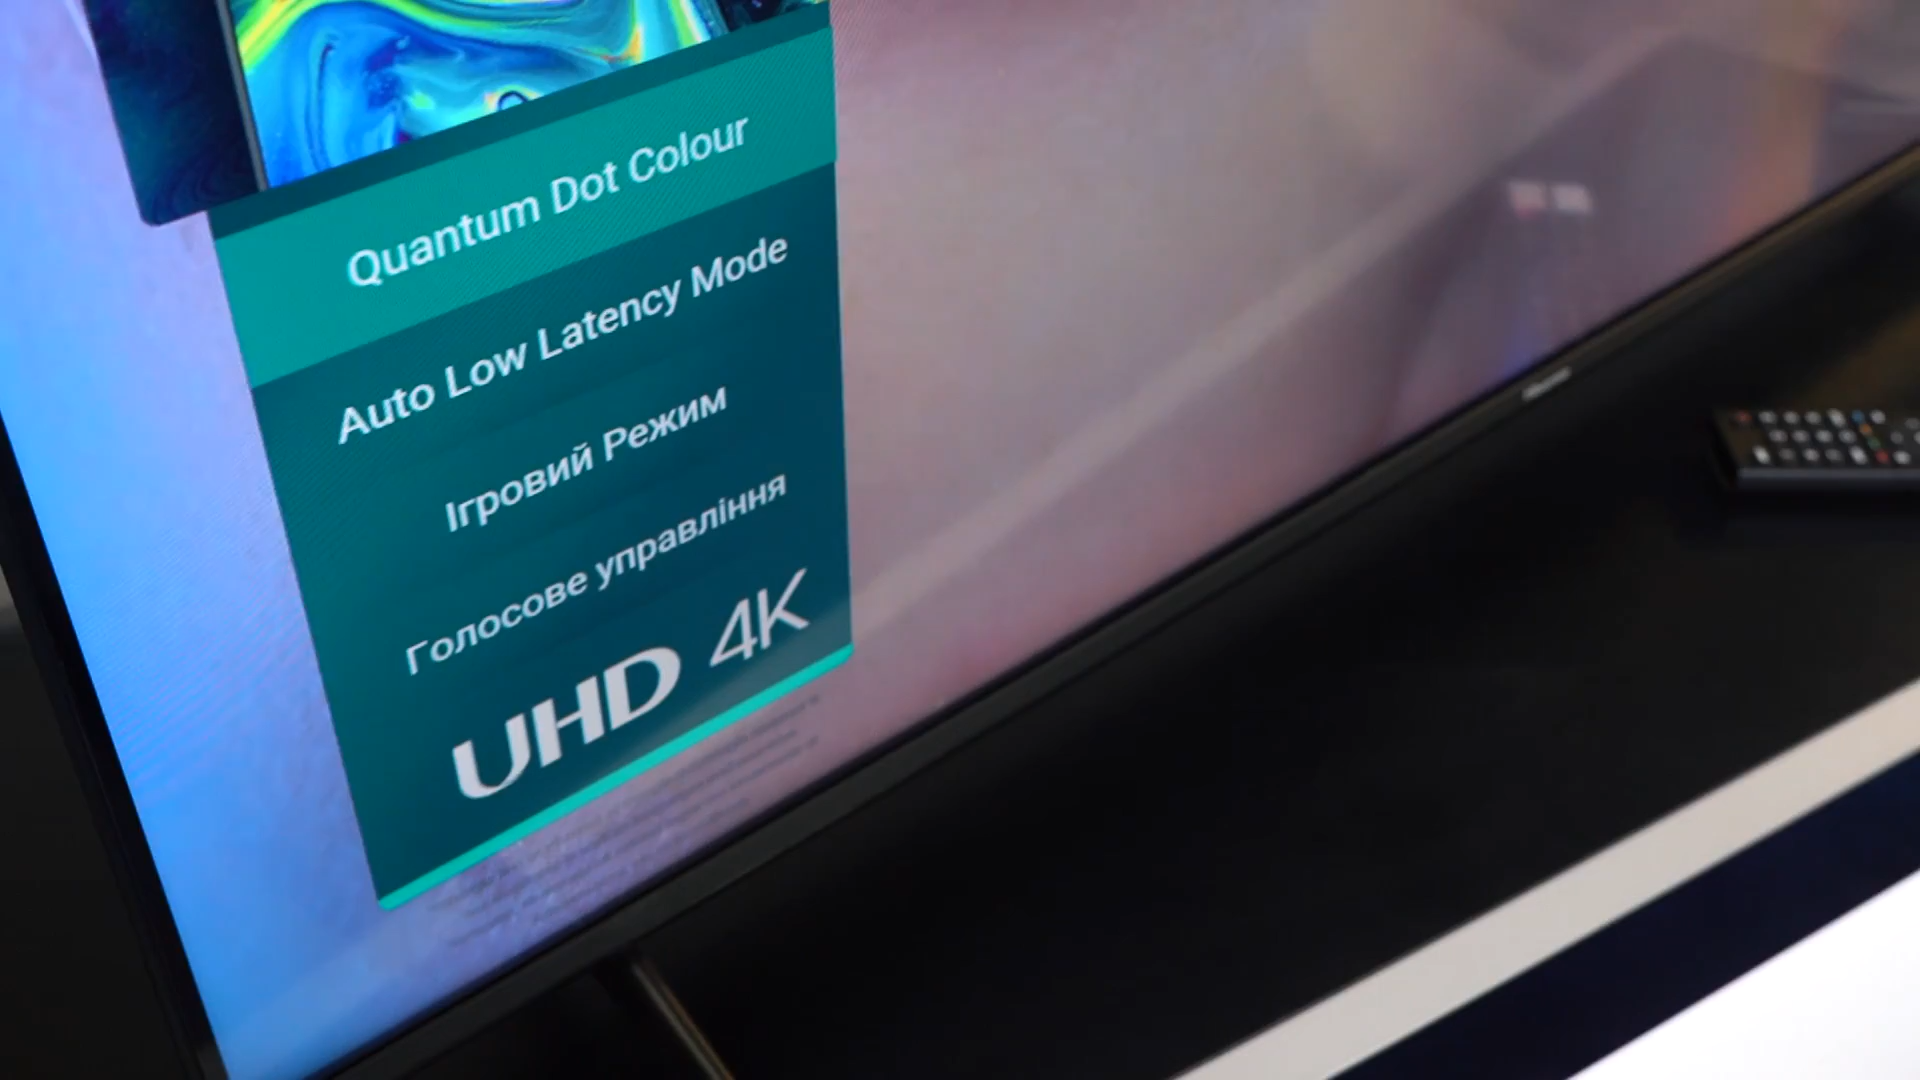 Quantum Dot Colour
Auto Low Latency Mode
Ігровий Режим
Голосове управління
UHD 4K